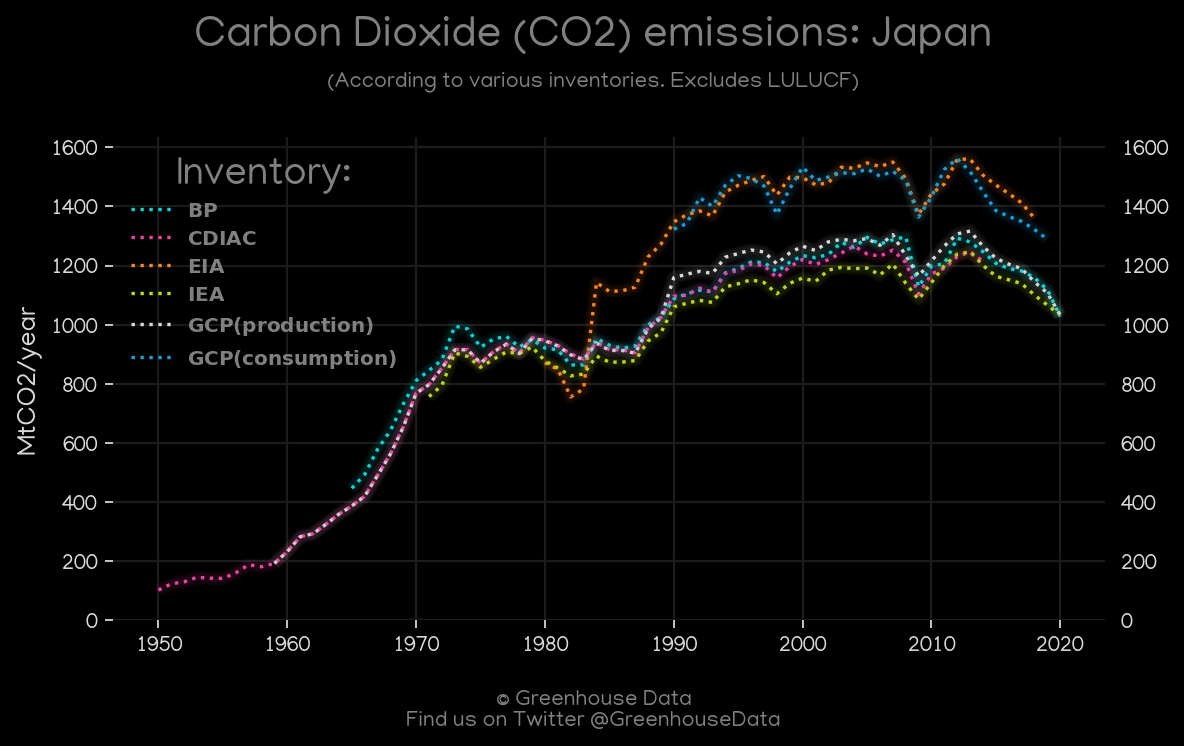 Carbon Dioxide (CO2) emissions: Japan
(According to various inventories. Excludes LULUCF)
Inventory:
BP
CDIAC
EIA
IEA
GCP(production)
GCP(consumption)
MtCO2/year
1600
1400
1200
1000
800
600
400
200
0
1600
1400
1200
1000
800
600
400
200
0
1950 1960 1970 1980 1990 2000 2010 2020
© Greenhouse Data
Find us on Twitter @GreenhouseData